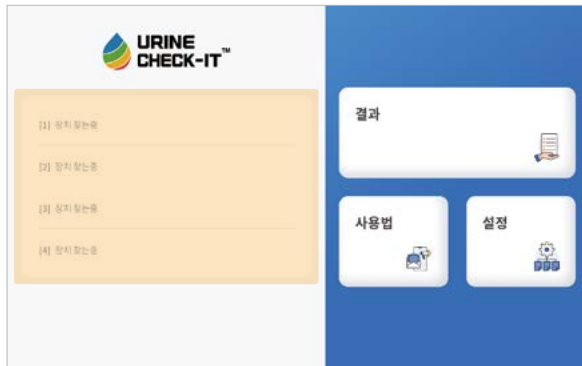 URINE
CHECK-IT™
[1] 장치 찾는중
[2] 장치 찾는중
[3] 장치 찾는중
[4] 장치 찾는중
결과
사용법
설정